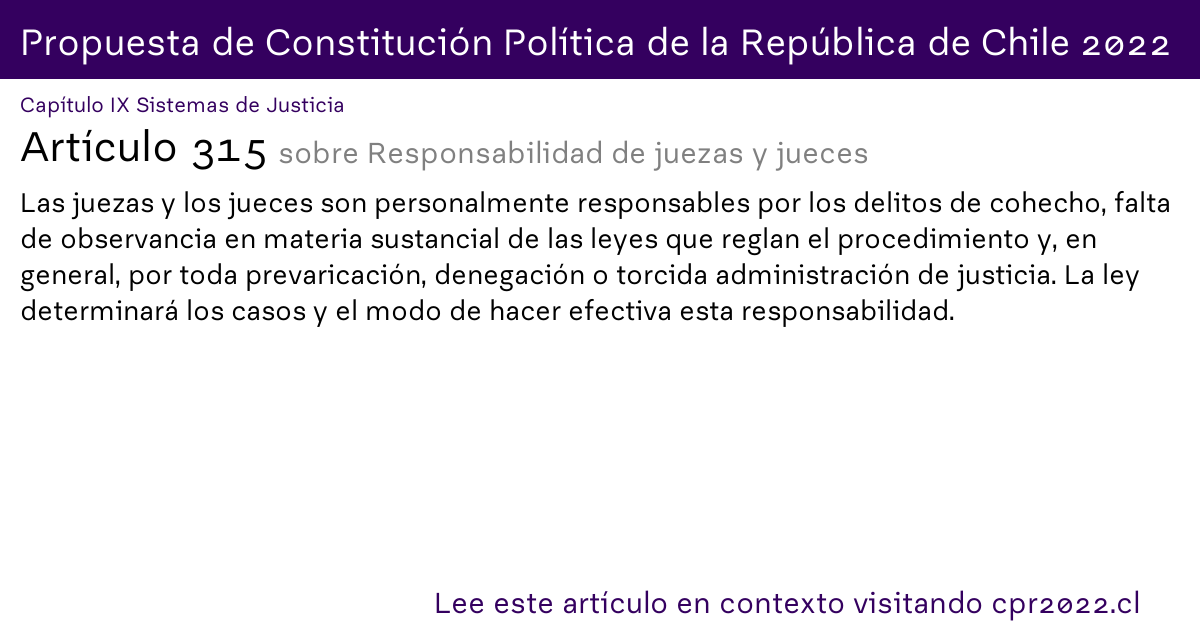 Propuesta de Constitución Política de la República de Chile 2022
Capítulo IX Sistemas de Justicia
Artículo 315 sobre Responsabilidad de juezas y jueces
Las juezas y los jueces son personalmente responsables por los delitos de cohecho, falta
de observancia en materia sustancial de las leyes que reglan el procedimiento y, en
general, por toda prevaricación, denegación o torcida administración de justicia. La ley
determinará los casos y el modo de hacer efectiva esta responsabilidad.
Lee este artículo en contexto visitando cpr2022.cl